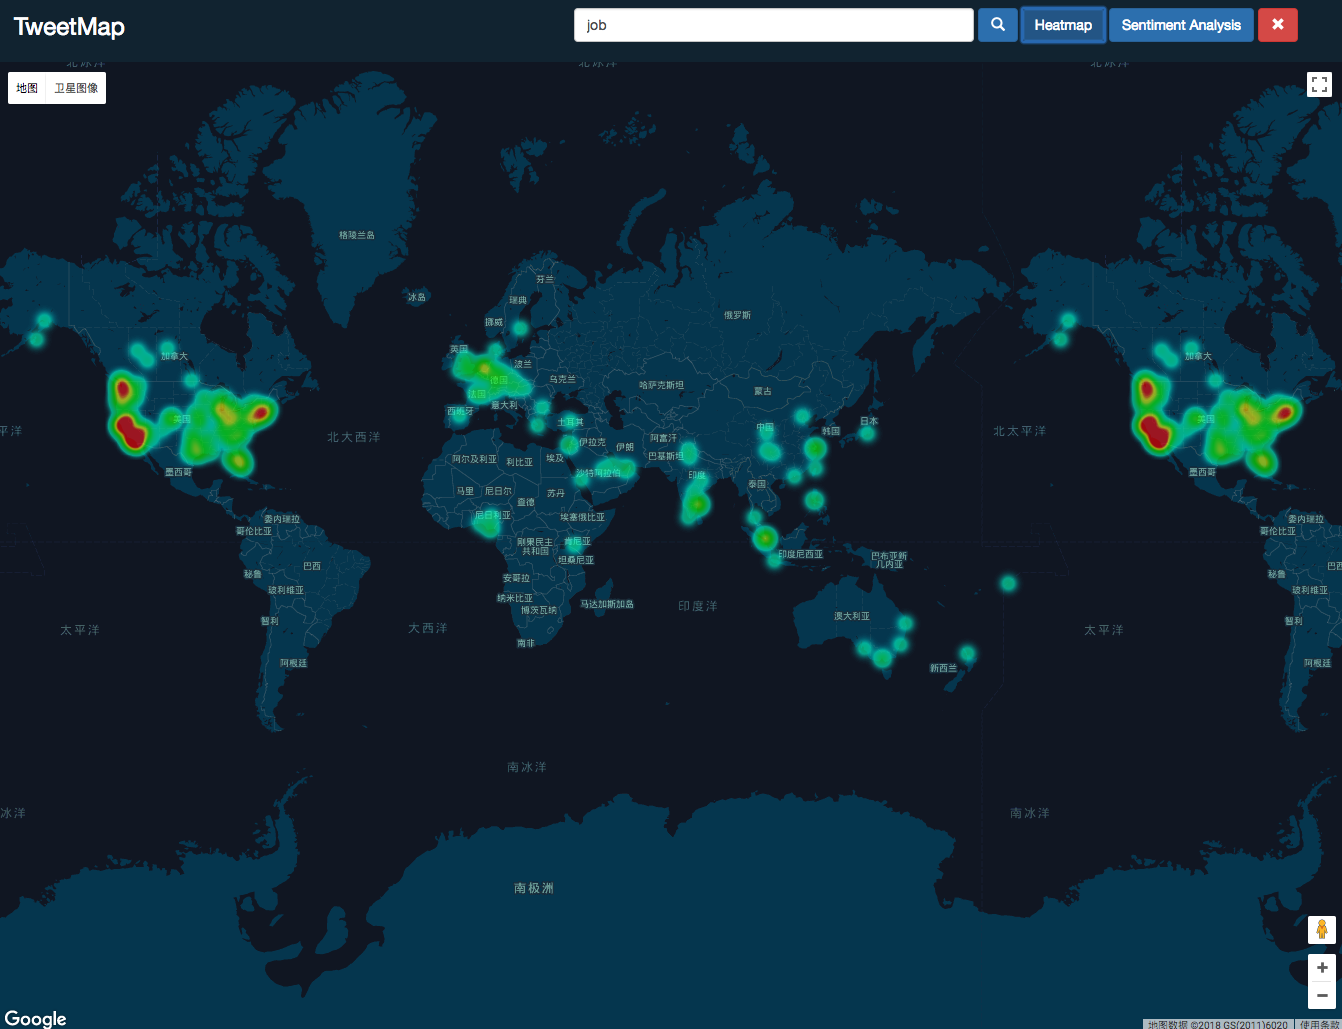 TweetMap
job
Heatmap
Sentiment Analysis
北冰洋
北冰洋
北冰洋
地图
卫星图像
格陵兰岛
芬兰
冰岛
瑞典
挪威
俄罗斯
英国
波兰
加拿大
加拿大
德国
乌克兰
哈萨克斯坦
蒙古
法国
意大利
西班牙
土耳其
美国
中国
韩国
日本
美国
平洋
北大西洋
北太平洋
伊拉克
伊朗
阿富汗
巴基斯坦
阿尔及利亚
利比亚
埃及
墨西哥
沙特阿拉伯
印度
墨西哥
马里
尼日尔
乍得
苏丹
泰国
尼日利亚
埃塞俄比亚
委内瑞拉
委内瑞拉
哥伦比亚
哥伦比亚
刚果民主
共和国
肯尼亚
坦桑尼亚
印度尼西亚
巴布亚新
几内亚
秘鲁
巴西
秘鲁
巴西
安哥拉
玻利维亚
玻利维亚
纳米比亚
博茨瓦纳
马达加斯加岛
印度洋
澳大利亚
智利
智利
太平洋
大西洋
太平洋
南非
阿根廷
新西兰
阿根廷
南冰洋
冰洋
南冰洋
南极洲
Google
地图数据 ©2018 GS(2011)6020
使用条款